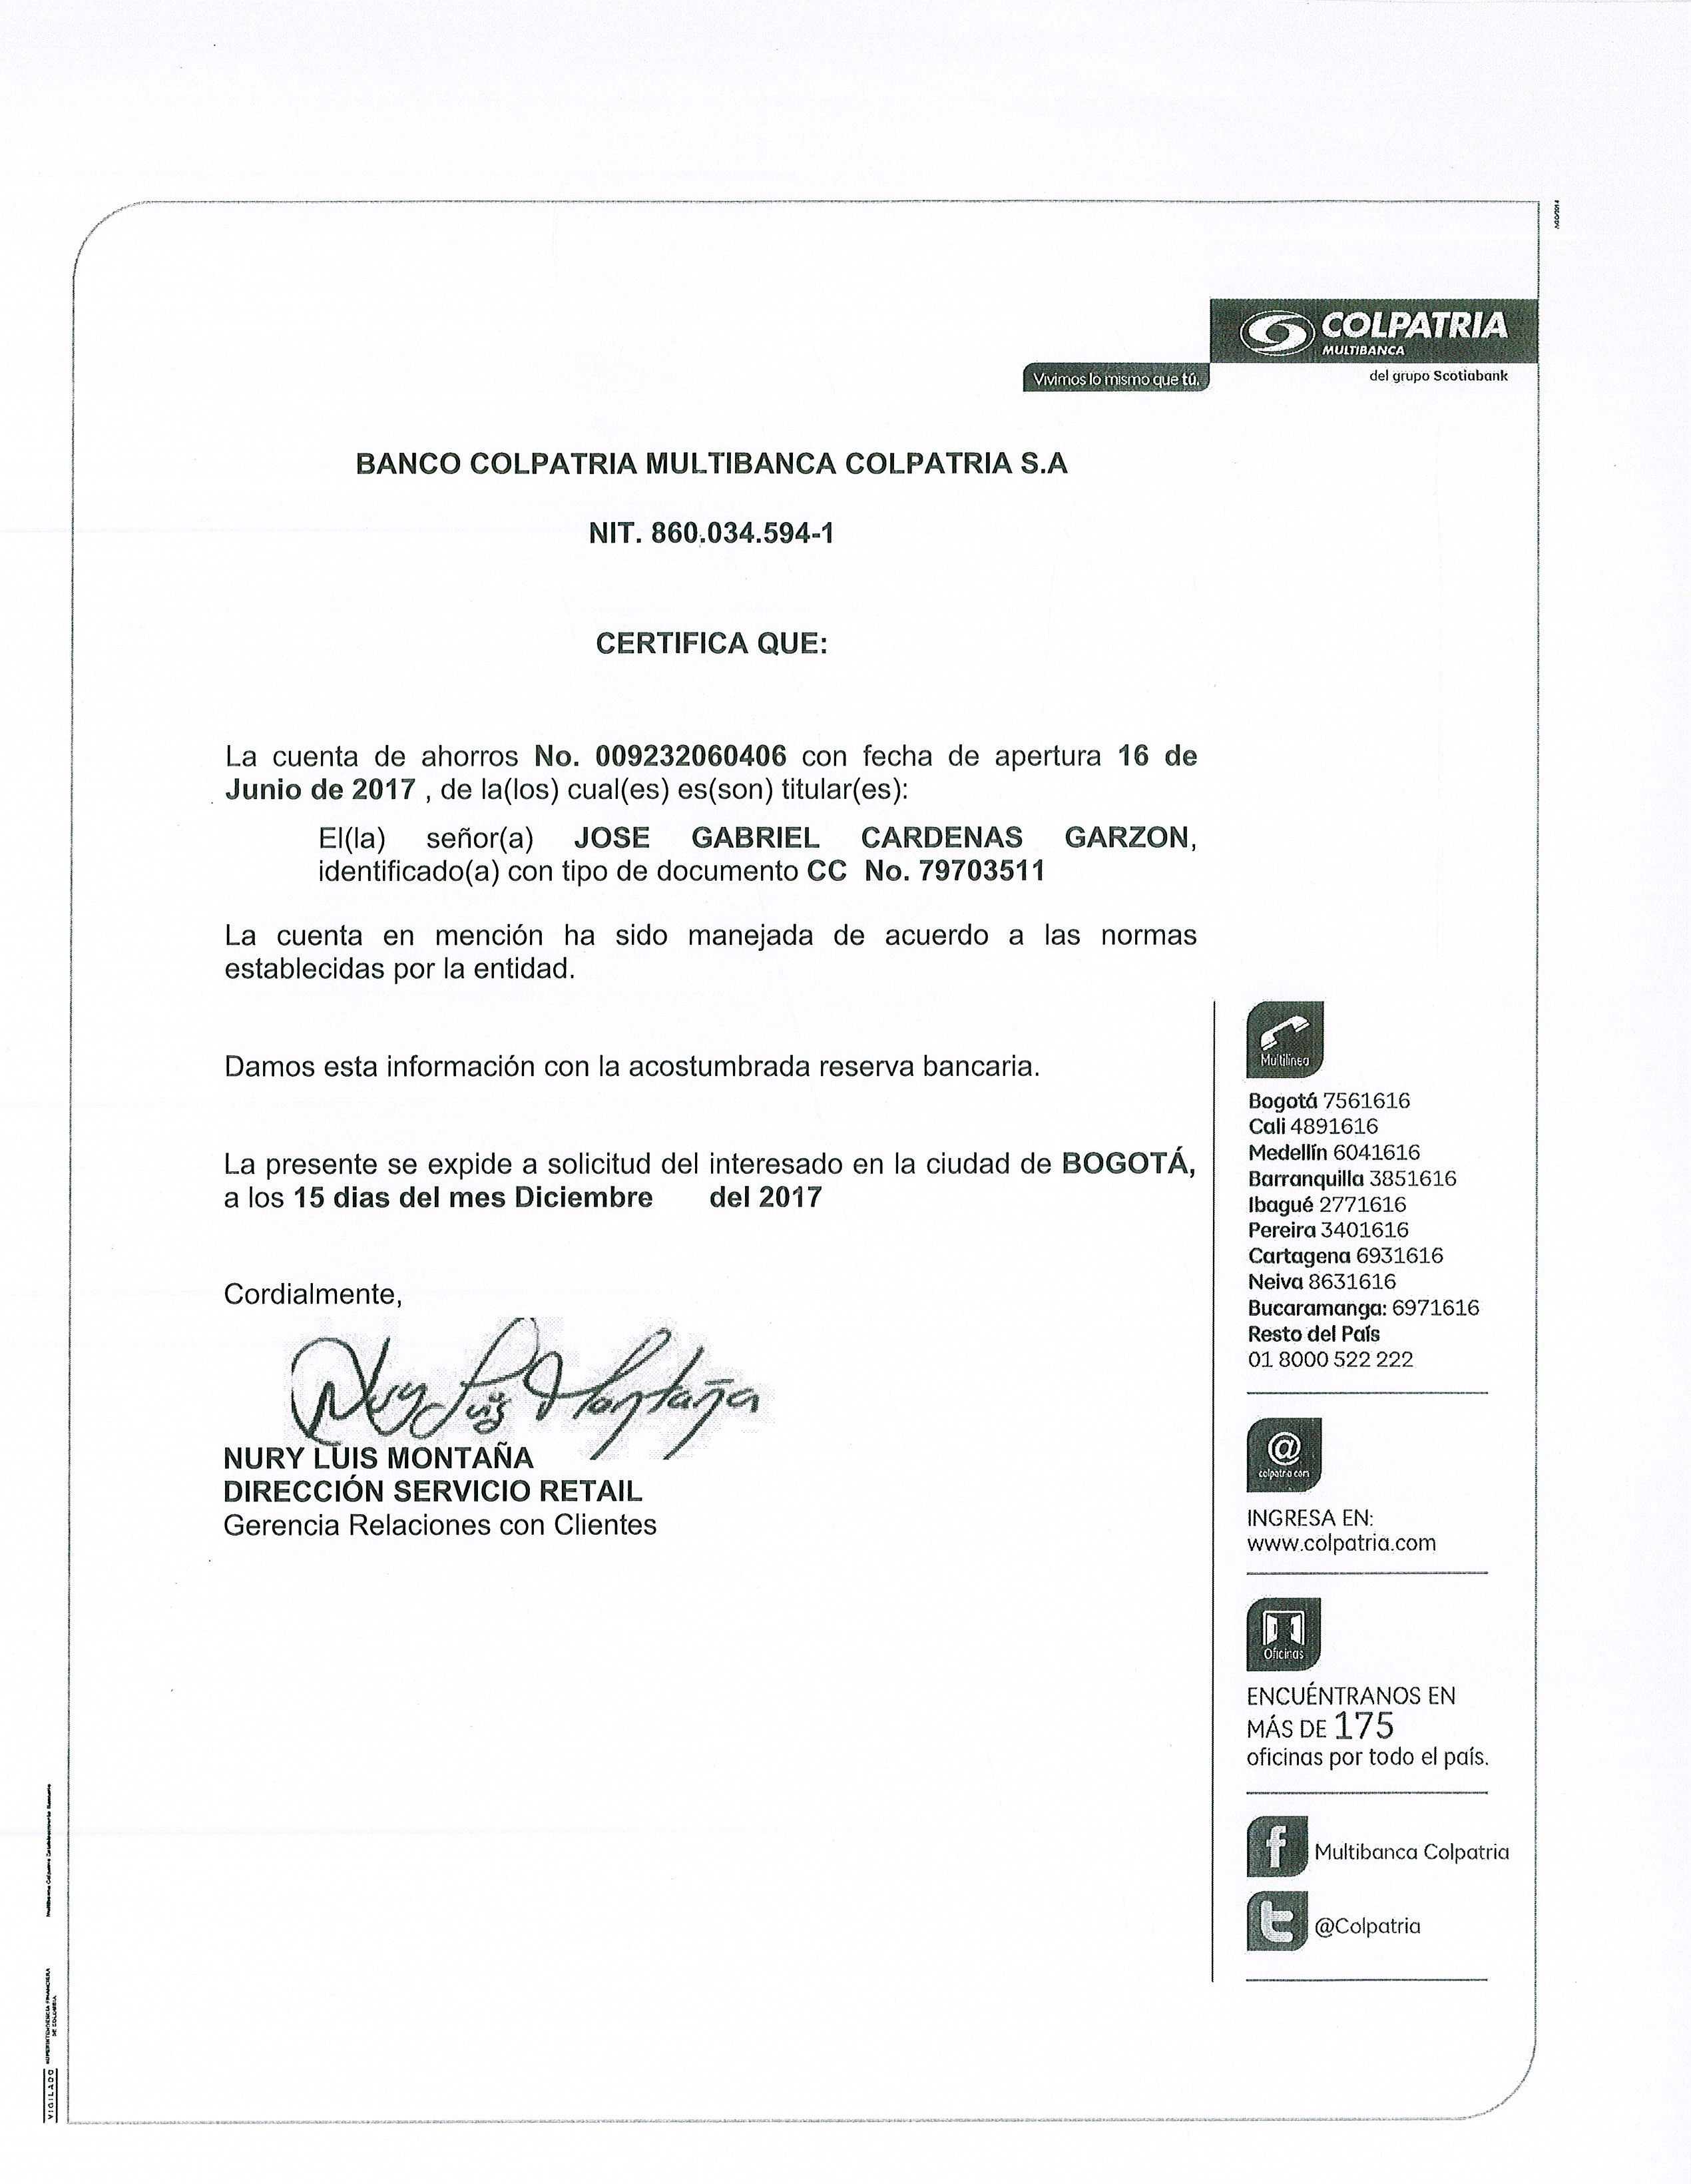 COLPATRIA
MULTIBANCA
Vivimos lo mismo que tú.
del grupo Scotiabank
BANCO COLPATRIA MULTIBANCA COLPATRIA S.A
NIT. 860.034.594-1
CERTIFICA QUE:
La cuenta de ahorros No. 009232060406 con fecha de apertura 16 de
Junio de 2017 , de la(los) cual(es) es(son) titular(es):
El(la) señor(a) JOSE GABRIEL CARDENAS GARZON,
identificado(a) con tipo de documento CC No. 79703511
La cuenta en mención ha sido manejada de acuerdo a las normas
establecidas por la entidad.
Damos esta información con la acostumbrada reserva bancaria.
La presente se expide a solicitud del interesado en la ciudad de BOGOTÁ,
a los 15 dias del mes Diciembre del 2017
Cordialmente,
Nury Luis Montaña
NURY LUIS MONTAÑA
DIRECCIÓN SERVICIO RETAIL
Gerencia Relaciones con Clientes
Multilínea
Bogotá 7561616
Cali 4891616
Medellín 6041616
Barranquilla 3851616
Ibagué 2771616
Pereira 3401616
Cartagena 6931616
Neiva 8631616
Bucaramanga: 6971616
Resto del País
01 8000 522 222
@
colpatria.com
INGRESA EN:
www.colpatria.com
Oficinas
ENCUÉNTRANOS EN
MÁS DE 175
oficinas por todo el país.
Multibanca Colpatria
@Colpatria
VIGILADO SUPERINTENDENCIA FINANCIERA
DE COLOMBIA